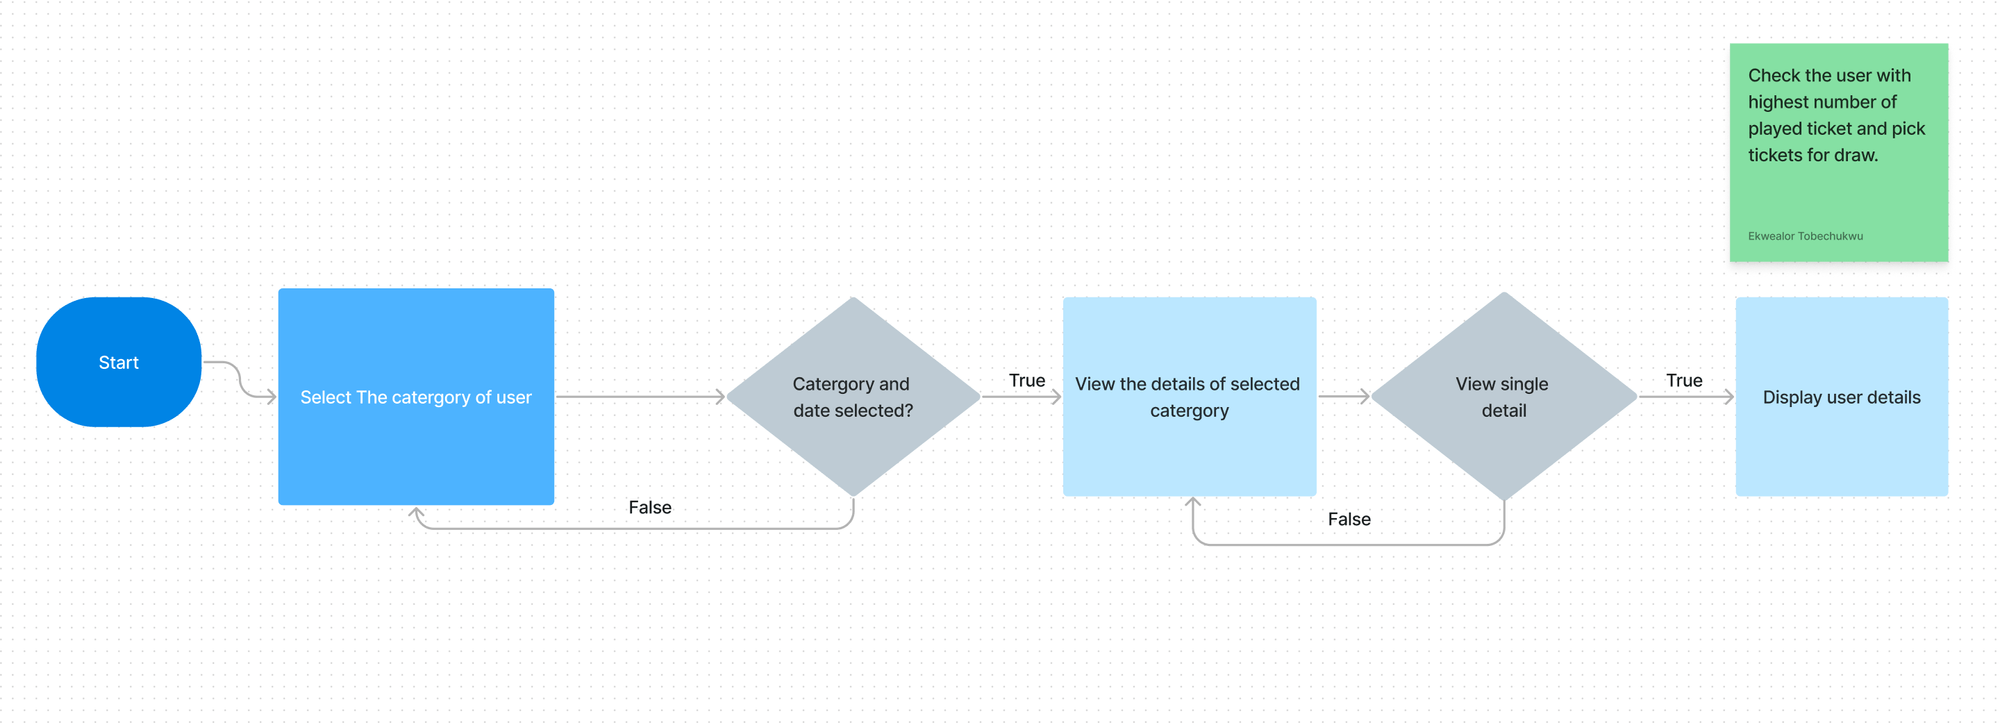 Check the user with
highest number of
played ticket and pick
tickets for draw.
Ekwealor Tobechukwu
Start
Select The catergory of user
Catergory and
date selected?
True
View the details of selected
catergory
View single
detail
True
Display user details
False
False